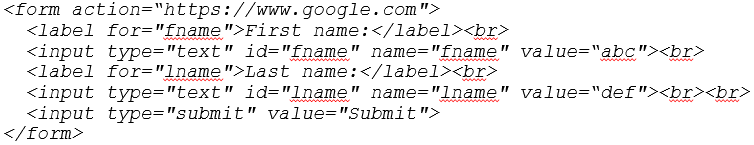 <form action=“https://www.google.com">
  <label for="fname">First name:</label><br>
  <input type="text" id="fname" name="fname" value=“abc"><br>
  <label for="lname">Last name:</label><br>
  <input type="text" id="lname" name="lname" value=“def"><br><br>
  <input type="submit" value="Submit">
</form>